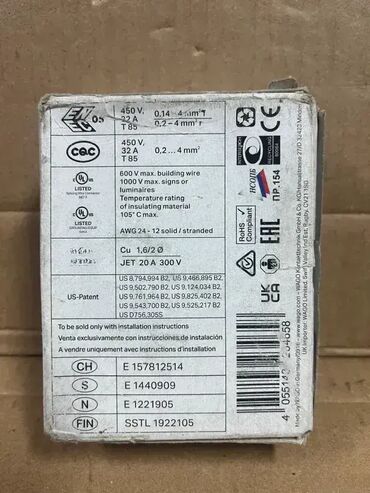 05
450 V,
32 A
T 85
0,14 - 4 mm² f
0,2 - 4 mm² r
CQC
450 V,
32 A
T 85
0,2 ... 4 mm²
LISTED
LISTED
600 V max. building wire
1000 V max. signs or
luminaires
Temperature rating
of insulating material
105° C max.
AWG 24 - 12 solid / stranded
Cu 1,6/2 Ø
JET 20 A 300 V
US-Patent
US 8,794,994 B2, US 9,466,895 B2,
US 9,502,790 B2, US 9,124,034 B2,
US 9,761,964 B2, US 9,825,402 B2,
US 9,543,700 B2, US 9,525,217 B2
US D756,305S
To be sold only with installation instructions
Venta exclusivamente con instrucciones de instalación
A vendre uniquement avec instructions d'installation
CH
E 157812514
S
E 1440909
N
E 1221905
FIN
SSTL 1922105
ПР.154
RoHS
Compliant
CE
EAC
UK
CA
RECYCLING